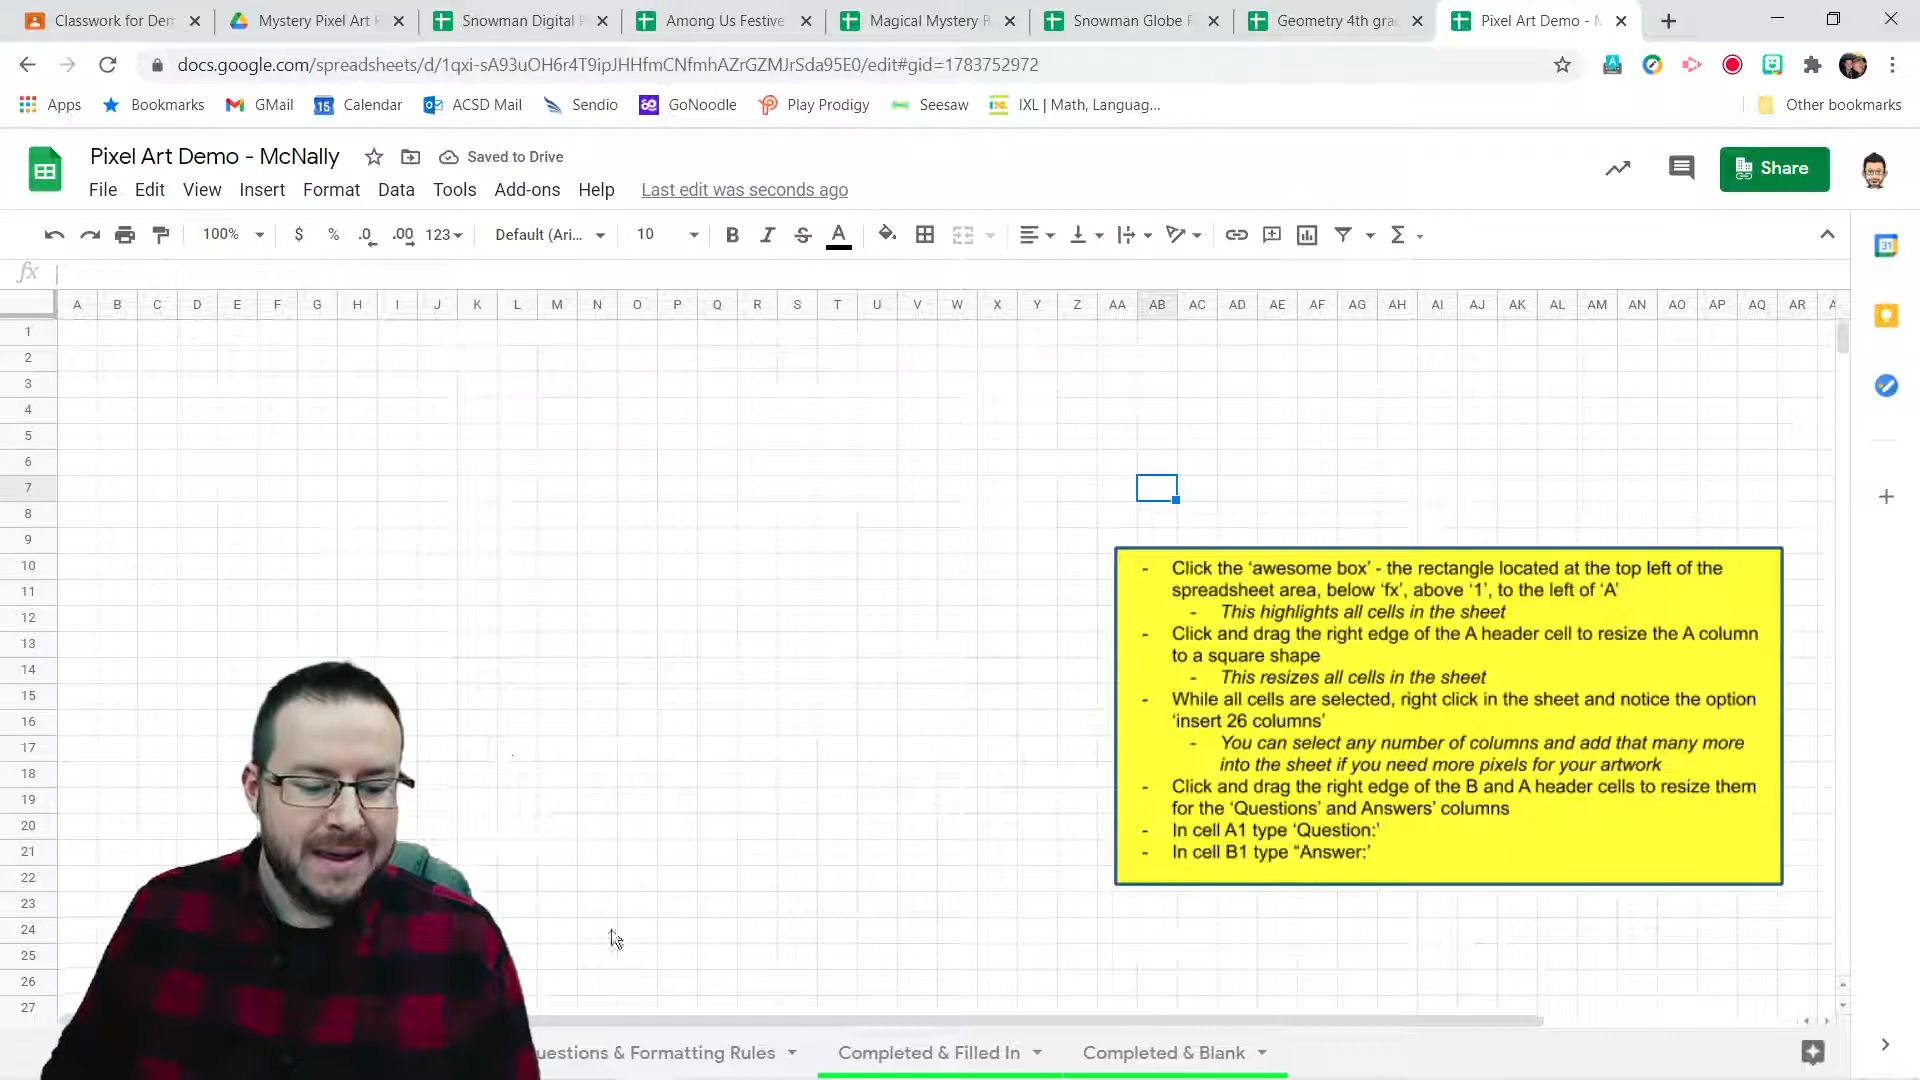 Classwork for Dem
Mystery Pixel Art
Snowman Digital
Among Us Festive
Magical Mystery
Snowman Globe
Geometry 4th gra
Pixel Art Demo -
docs.google.com/spreadsheets/d/1qxi-sA93uOH6r4T9ipJHHfmCNfmhAZrGZMJrSda95E0/edit#gid=1783752972
Apps Bookmarks GMail Calendar ACSD Mail Sendio GoNoodle Play Prodigy Seesaw IXL | Math, Languag... Other bookmarks
Pixel Art Demo - McNally Saved to Drive
Share
File Edit View Insert Format Data Tools Add-ons Help Last edit was seconds ago
100% $ % .0 .00 123 Default (Ari... 10 B I S A Σ
31
fx
A B C D E F G H I J K L M N O P Q R S T U V W X Y Z AA AB AC AD AE AF AG AH AI AJ AK AL AM AN AO AP AQ AR
1
2
3
4
5
6
7
8
9
10
11
12
13
14
15
16
17
18
19
20
21
22
23
24
25
26
27
- Click the ‘awesome box’ - the rectangle located at the top left of the
spreadsheet area, below ‘fx’, above ‘1’, to the left of ‘A’
- This highlights all cells in the sheet
- Click and drag the right edge of the A header cell to resize the A column
to a square shape
- This resizes all cells in the sheet
- While all cells are selected, right click in the sheet and notice the option
‘insert 26 columns’
- You can select any number of columns and add that many more
into the sheet if you need more pixels for your artwork
- Click and drag the right edge of the B and A header cells to resize them
for the ‘Questions’ and Answers’ columns
- In cell A1 type ‘Question:’
- In cell B1 type “Answer:’
uestions & Formatting Rules Completed & Filled In Completed & Blank